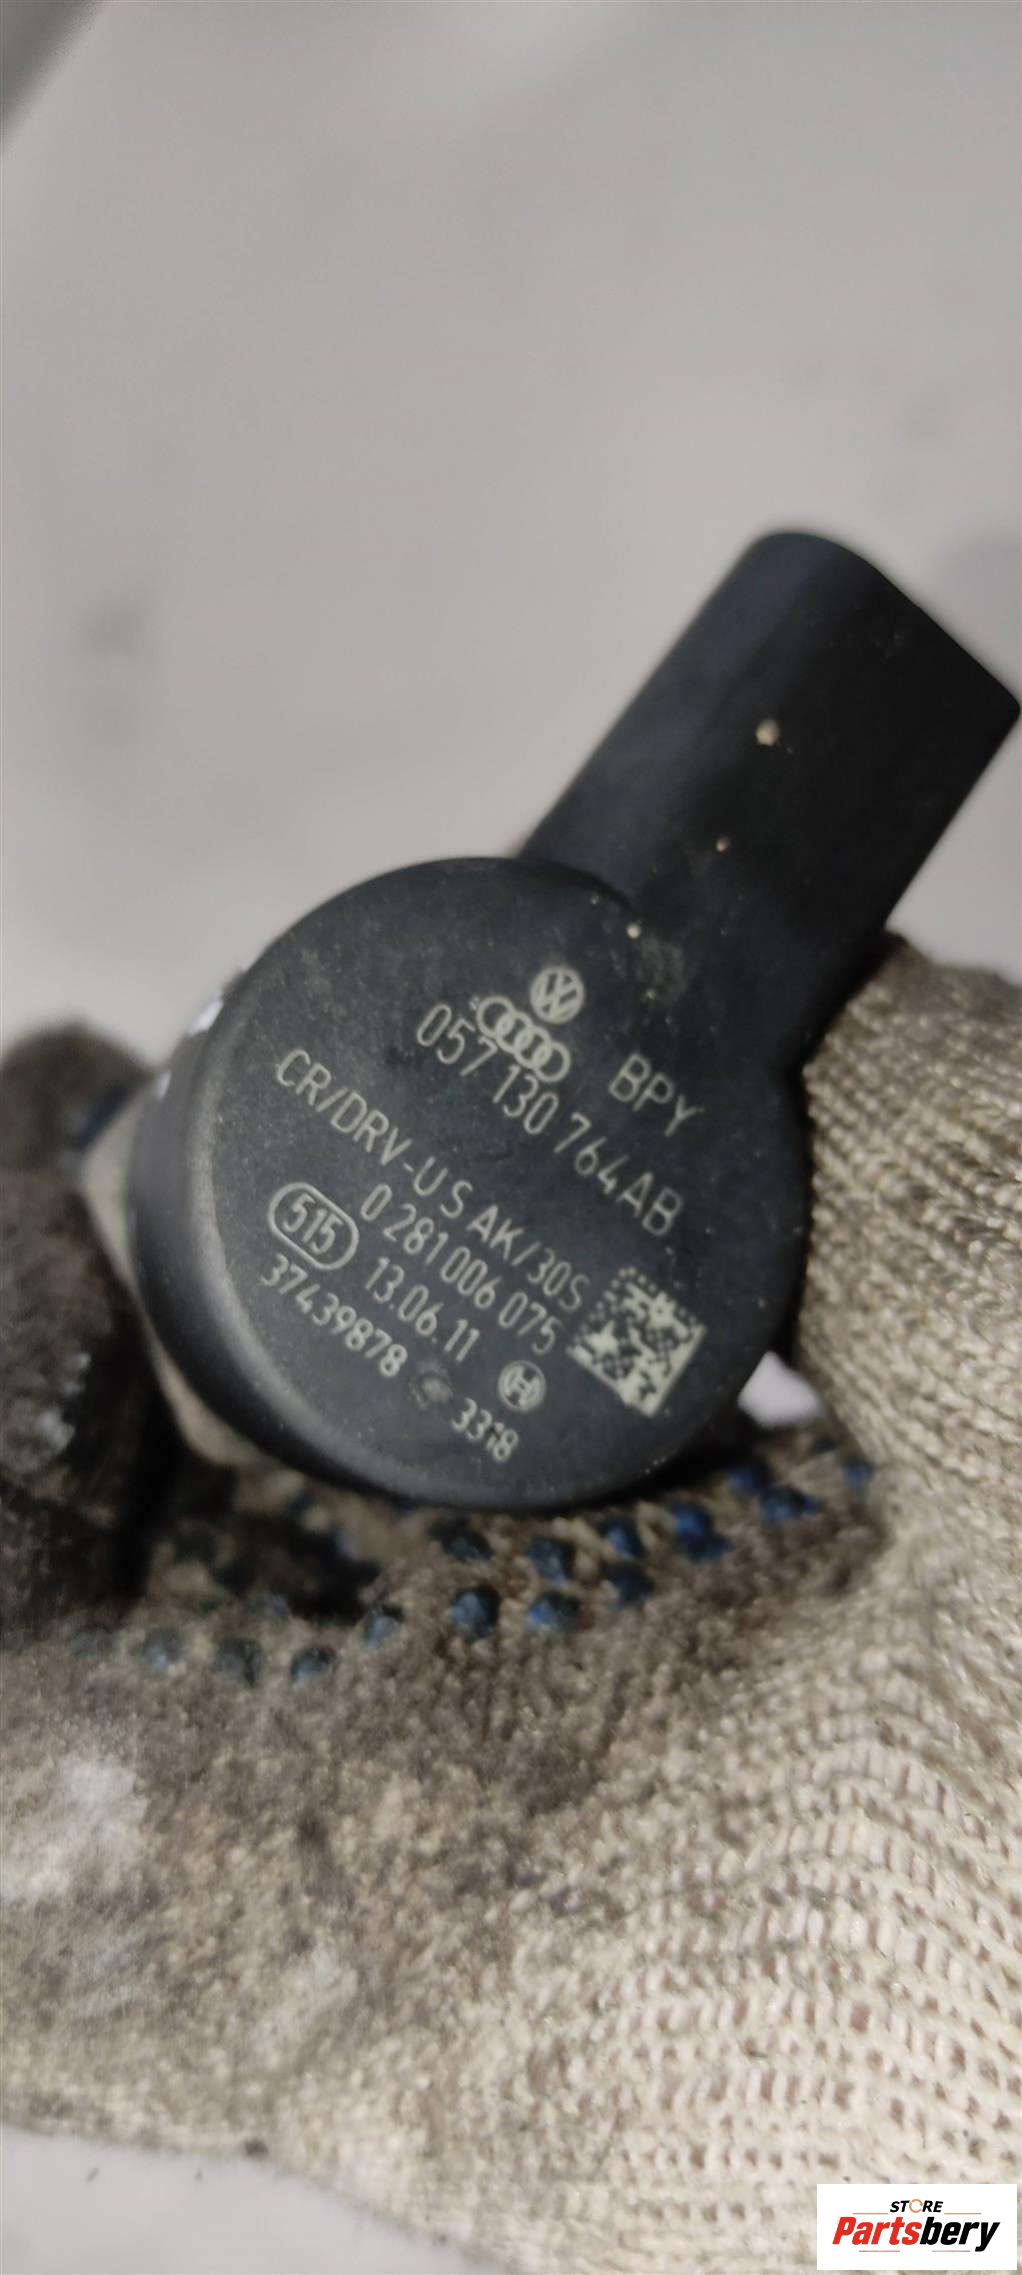 BPY
057 130 764AB
CR/DRV-U S AK/30S
0 281 006 075
515 13.06.11
37439878 3318
STORE
Partsbery